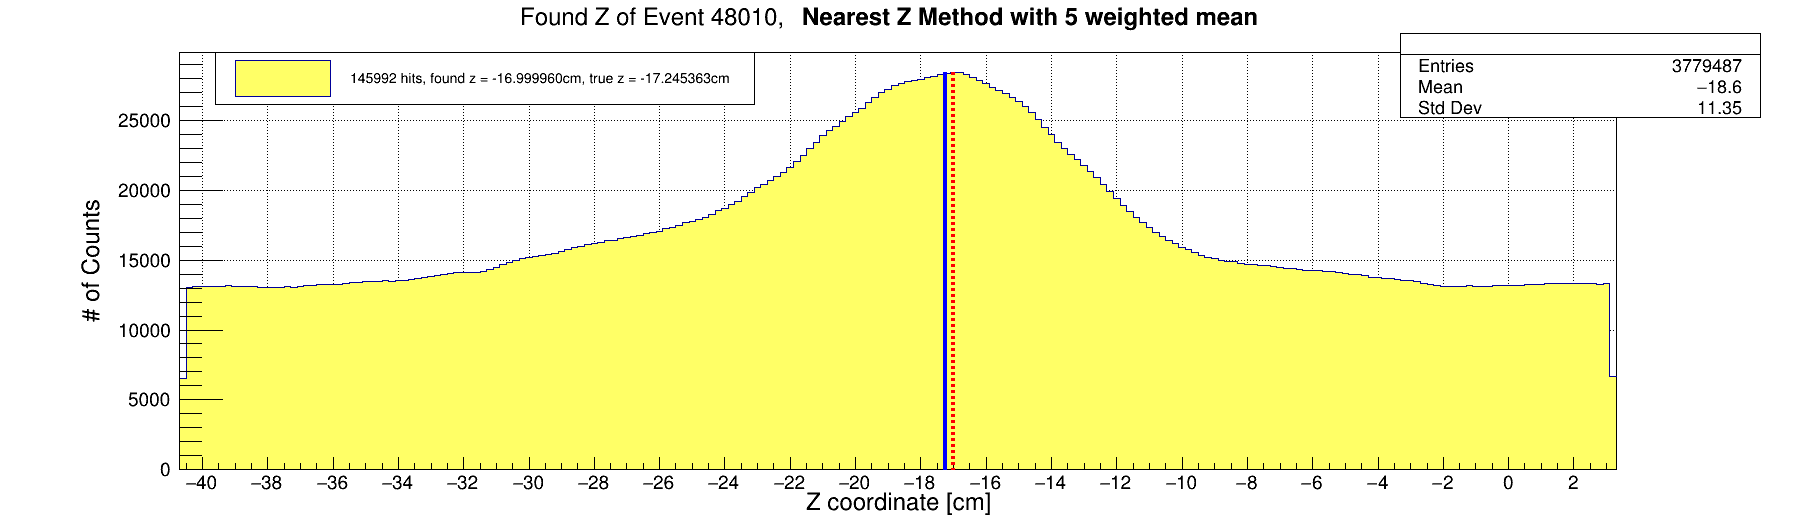 Found Z of Event 48010, Nearest Z Method with 5 weighted mean
145992 hits, found z = -16.999960cm, true z = -17.245363cm
Entries 3779487
Mean −18.6
Std Dev 11.35
# of Counts
25000
20000
15000
10000
5000
0
−40 −38 −36 −34 −32 −30 −28 −26 −24 −22 −20 −18 −16 −14 −12 −10 −8 −6 −4 −2 0 2
Z coordinate [cm]